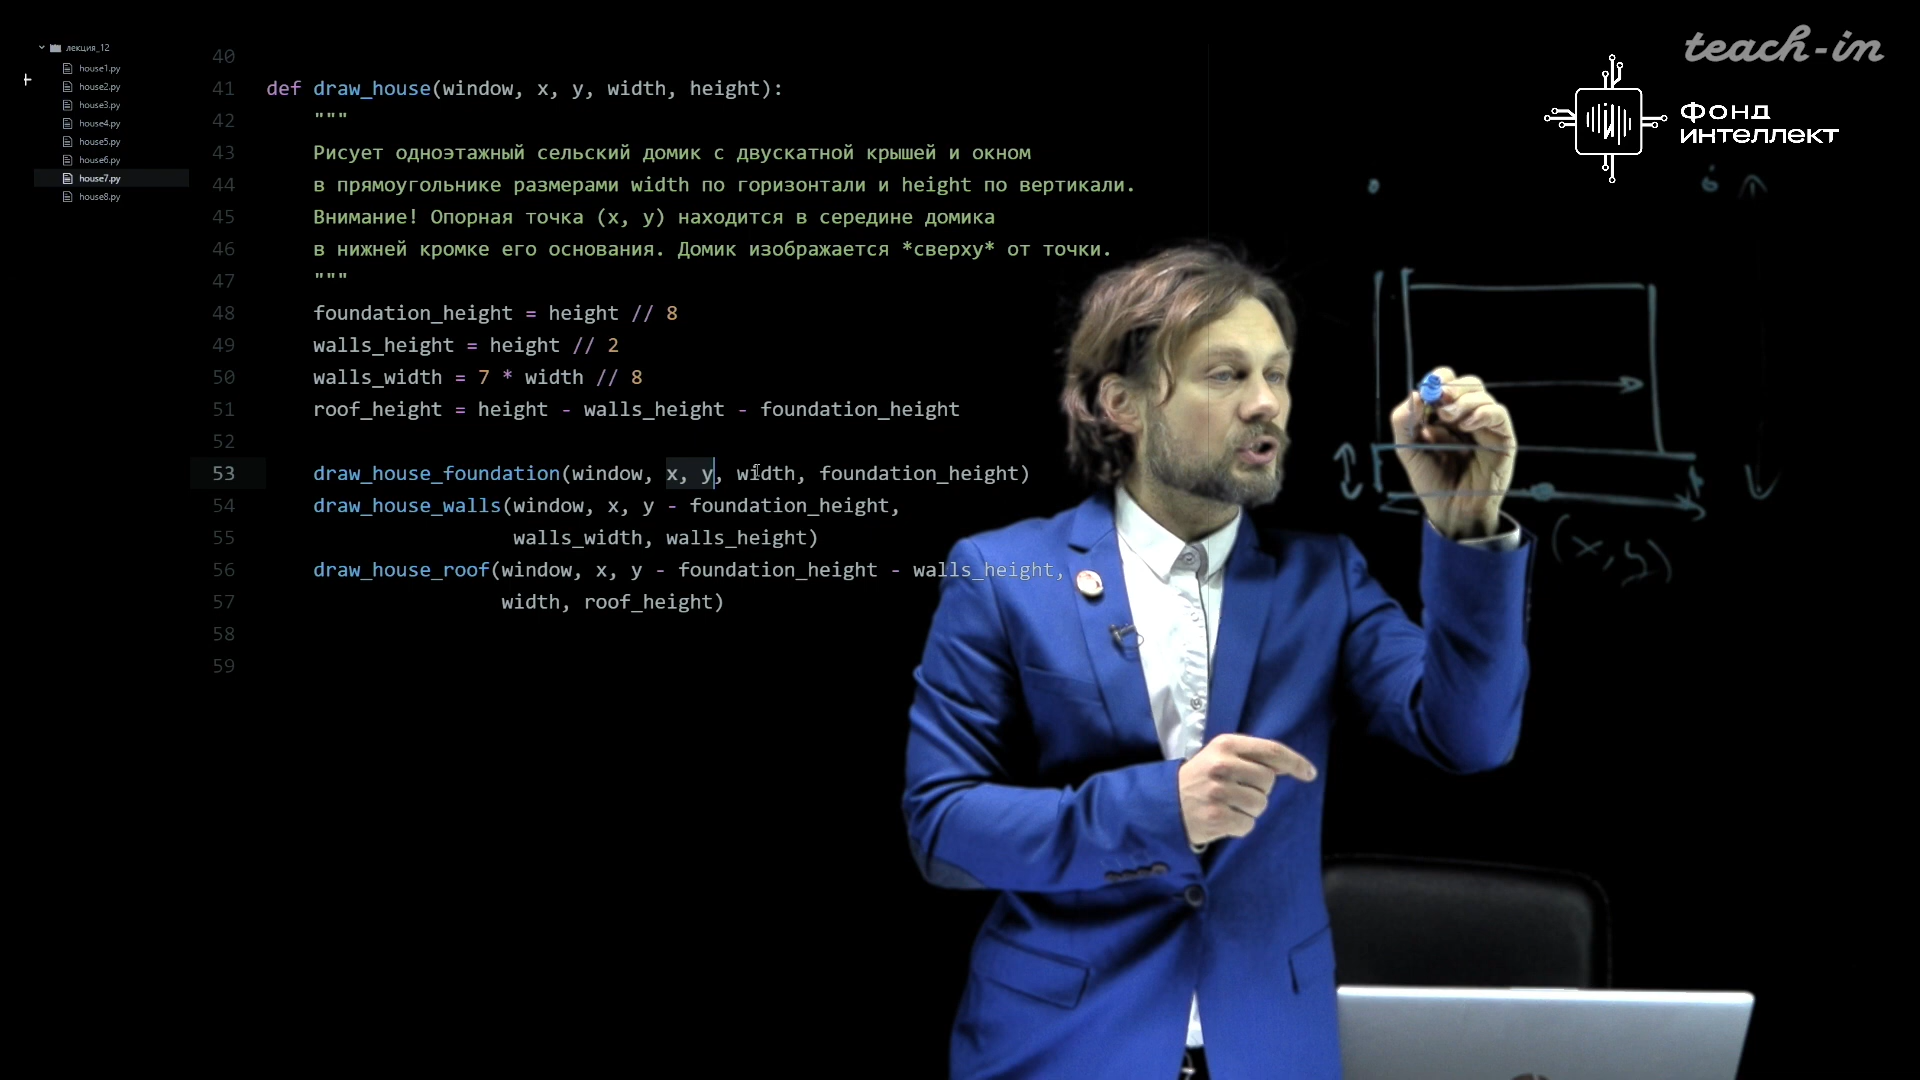 teach-in
ФОНД
ИНТЕЛЛЕКТ
лекция_12
house1.py
house2.py
house3.py
house4.py
house5.py
house6.py
house7.py
house8.py
40
41 def draw_house(window, x, y, width, height):
42 """
43 Рисует одноэтажный сельский домик с двускатной крышей и окном
44 в прямоугольнике размерами width по горизонтали и height по вертикали.
45 Внимание! Опорная точка (x, y) находится в середине домика
46 в нижней кромке его основания. Домик изображается *сверху* от точки.
47 """
48 foundation_height = height // 8
49 walls_height = height // 2
50 walls_width = 7 * width // 8
51 roof_height = height - walls_height - foundation_height
52
53 draw_house_foundation(window, x, y, width, foundation_height)
54 draw_house_walls(window, x, y - foundation_height,
55 walls_width, walls_height)
56 draw_house_roof(window, x, y - foundation_height - walls_height,
57 width, roof_height)
58
59
(x,y)